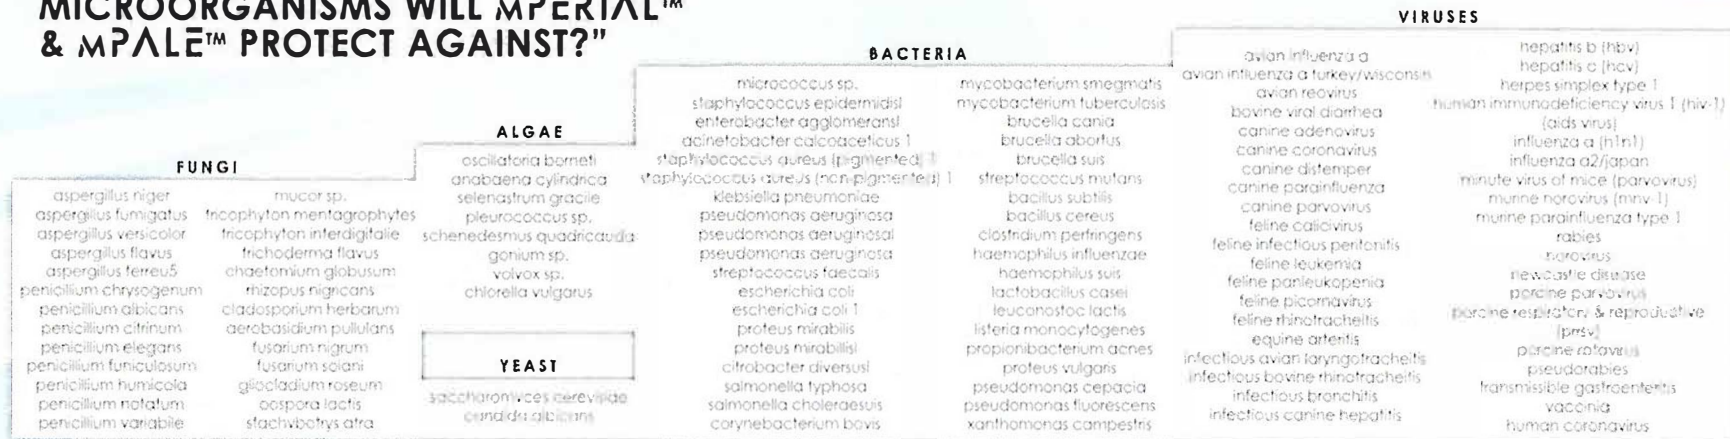 MICROORGANISMS WILL MPERIAL™
& MPALE™ PROTECT AGAINST?"
FUNGI
aspergillus niger
aspergillus fumigatus
aspergillus versicolor
aspergillus flavus
aspergillus terreu5
penicillium chrysogenum
penicillium albicans
penicillium citrinum
penicillium elegans
penicillium funiculosum
penicillium humicola
penicillium notatum
penicillium variabile
mucor sp.
tricophyton mentagrophytes
tricophyton interdigitalie
trichoderma flavus
chaetomium globusum
rhizopus nigricans
cladosporium herbarum
aerobasidium pullulans
fusarium nigrum
fusarium solani
gliocladium roseum
oospora lactis
stachybotrys atra
ALGAE
oscillatoria borneti
anabaena cylindrica
selenastrum gracile
pleurococcus sp.
schenedesmus quadricauda
gonium sp.
volvox sp.
chlorella vulgarus
YEAST
saccharomyces cerevisiae
candida albicans
BACTERIA
micrococcus sp.
staphylococcus epidermidisl
enterobacter agglomeransl
acinetobacter calcoaceticus 1
staphylococcus aureus (pigmented) 1
staphylococcus aureus (non-pigmented) 1
klebsiella pneumoniae
pseudomonas aeruginosa
pseudomonas aeruginosal
pseudomonas aeruginosa
streptococcus faecalis
escherichia coli
escherichia coli 1
proteus mirabilis
proteus mirabilisl
citrobacter diversusl
salmonella typhosa
salmonella choleraesuis
corynebacterium bovis
mycobacterium smegmatis
mycobacterium tuberculosis
brucella cania
brucella abortus
brucella suis
streptococcus mutans
bacillus subtilis
bacillus cereus
clostridium perfringens
haemophilus influenzae
haemophilus suis
lactobacillus casei
leuconostoc lactis
listeria monocytogenes
propionibacterium acnes
proteus vulgaris
pseudomonas cepacia
pseudomonas fluorescens
xanthomonas campestris
VIRUSES
avian influenza a
avian influenza a turkey/wisconsin
avian reovirus
bovine viral diarrhea
canine adenovirus
canine coronavirus
canine distemper
canine parainfluenza
canine parvovirus
feline calicivirus
feline infectious peritonitis
feline leukemia
feline panleukopenia
feline picornavirus
feline rhinotracheitis
equine arteritis
infectious avian laryngotracheitis
infectious bovine rhinotracheitis
infectious bronchitis
infectious canine hepatitis
hepatitis b (hbv)
hepatitis c (hcv)
herpes simplex type 1
human immunodeficiency virus 1 (hiv-1)
(aids virus)
influenza a (h1n1)
influenza a2/japan
minute virus of mice (parvovirus)
murine norovirus (mnv-1)
murine parainfluenza type 1
rabies
norovirus
newcastle disease
porcine parvovirus
porcine respiratory & reproductive
(prrsv)
porcine rotavirus
pseudorabies
transmissible gastroenteritis
vaccinia
human coronavirus